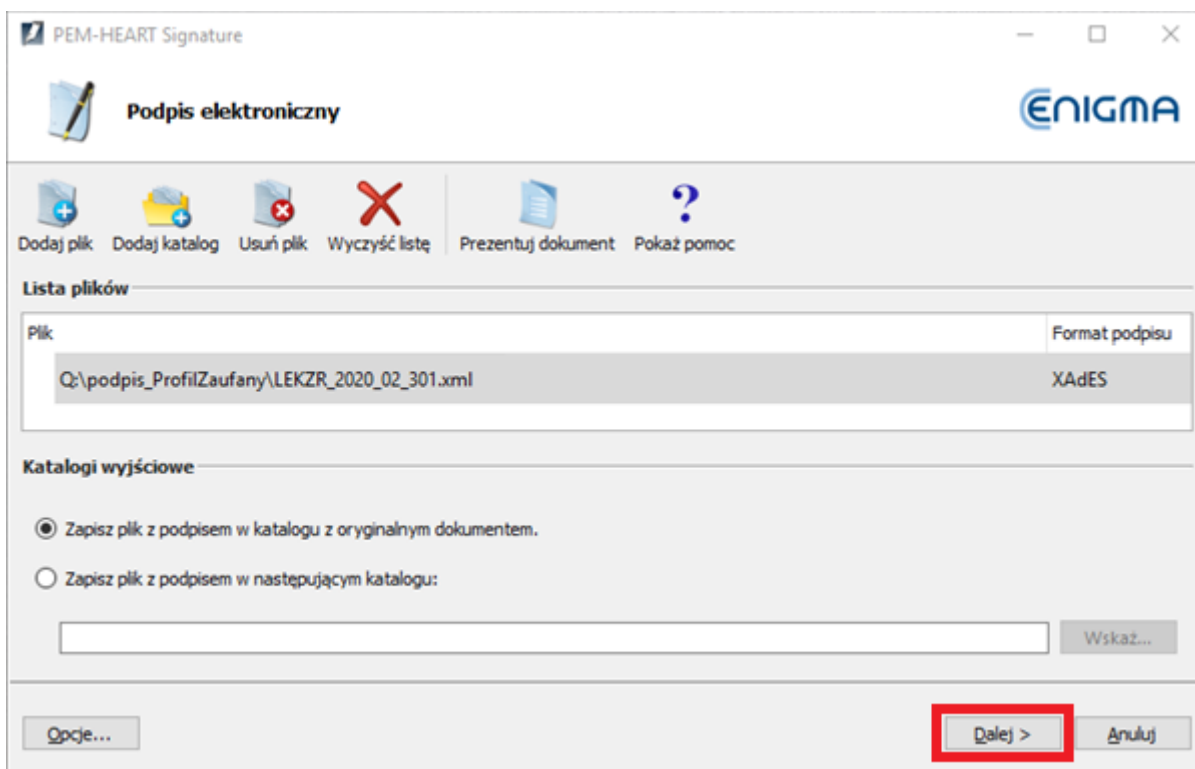 PEM-HEART Signature
Podpis elektroniczny
ENIGMA
Dodaj plik Dodaj katalog Usuń plik Wyczyść listę Prezentuj dokument Pokaż pomoc
Lista plików
Plik Format podpisu
Q:\podpis_ProfilZaufany\LEKZR_2020_02_301.xml XAdES
Katalogi wyjściowe
Zapisz plik z podpisem w katalogu z oryginalnym dokumentem.
Zapisz plik z podpisem w następującym katalogu:
Wskaż...
Opcje... Dalej > Anuluj